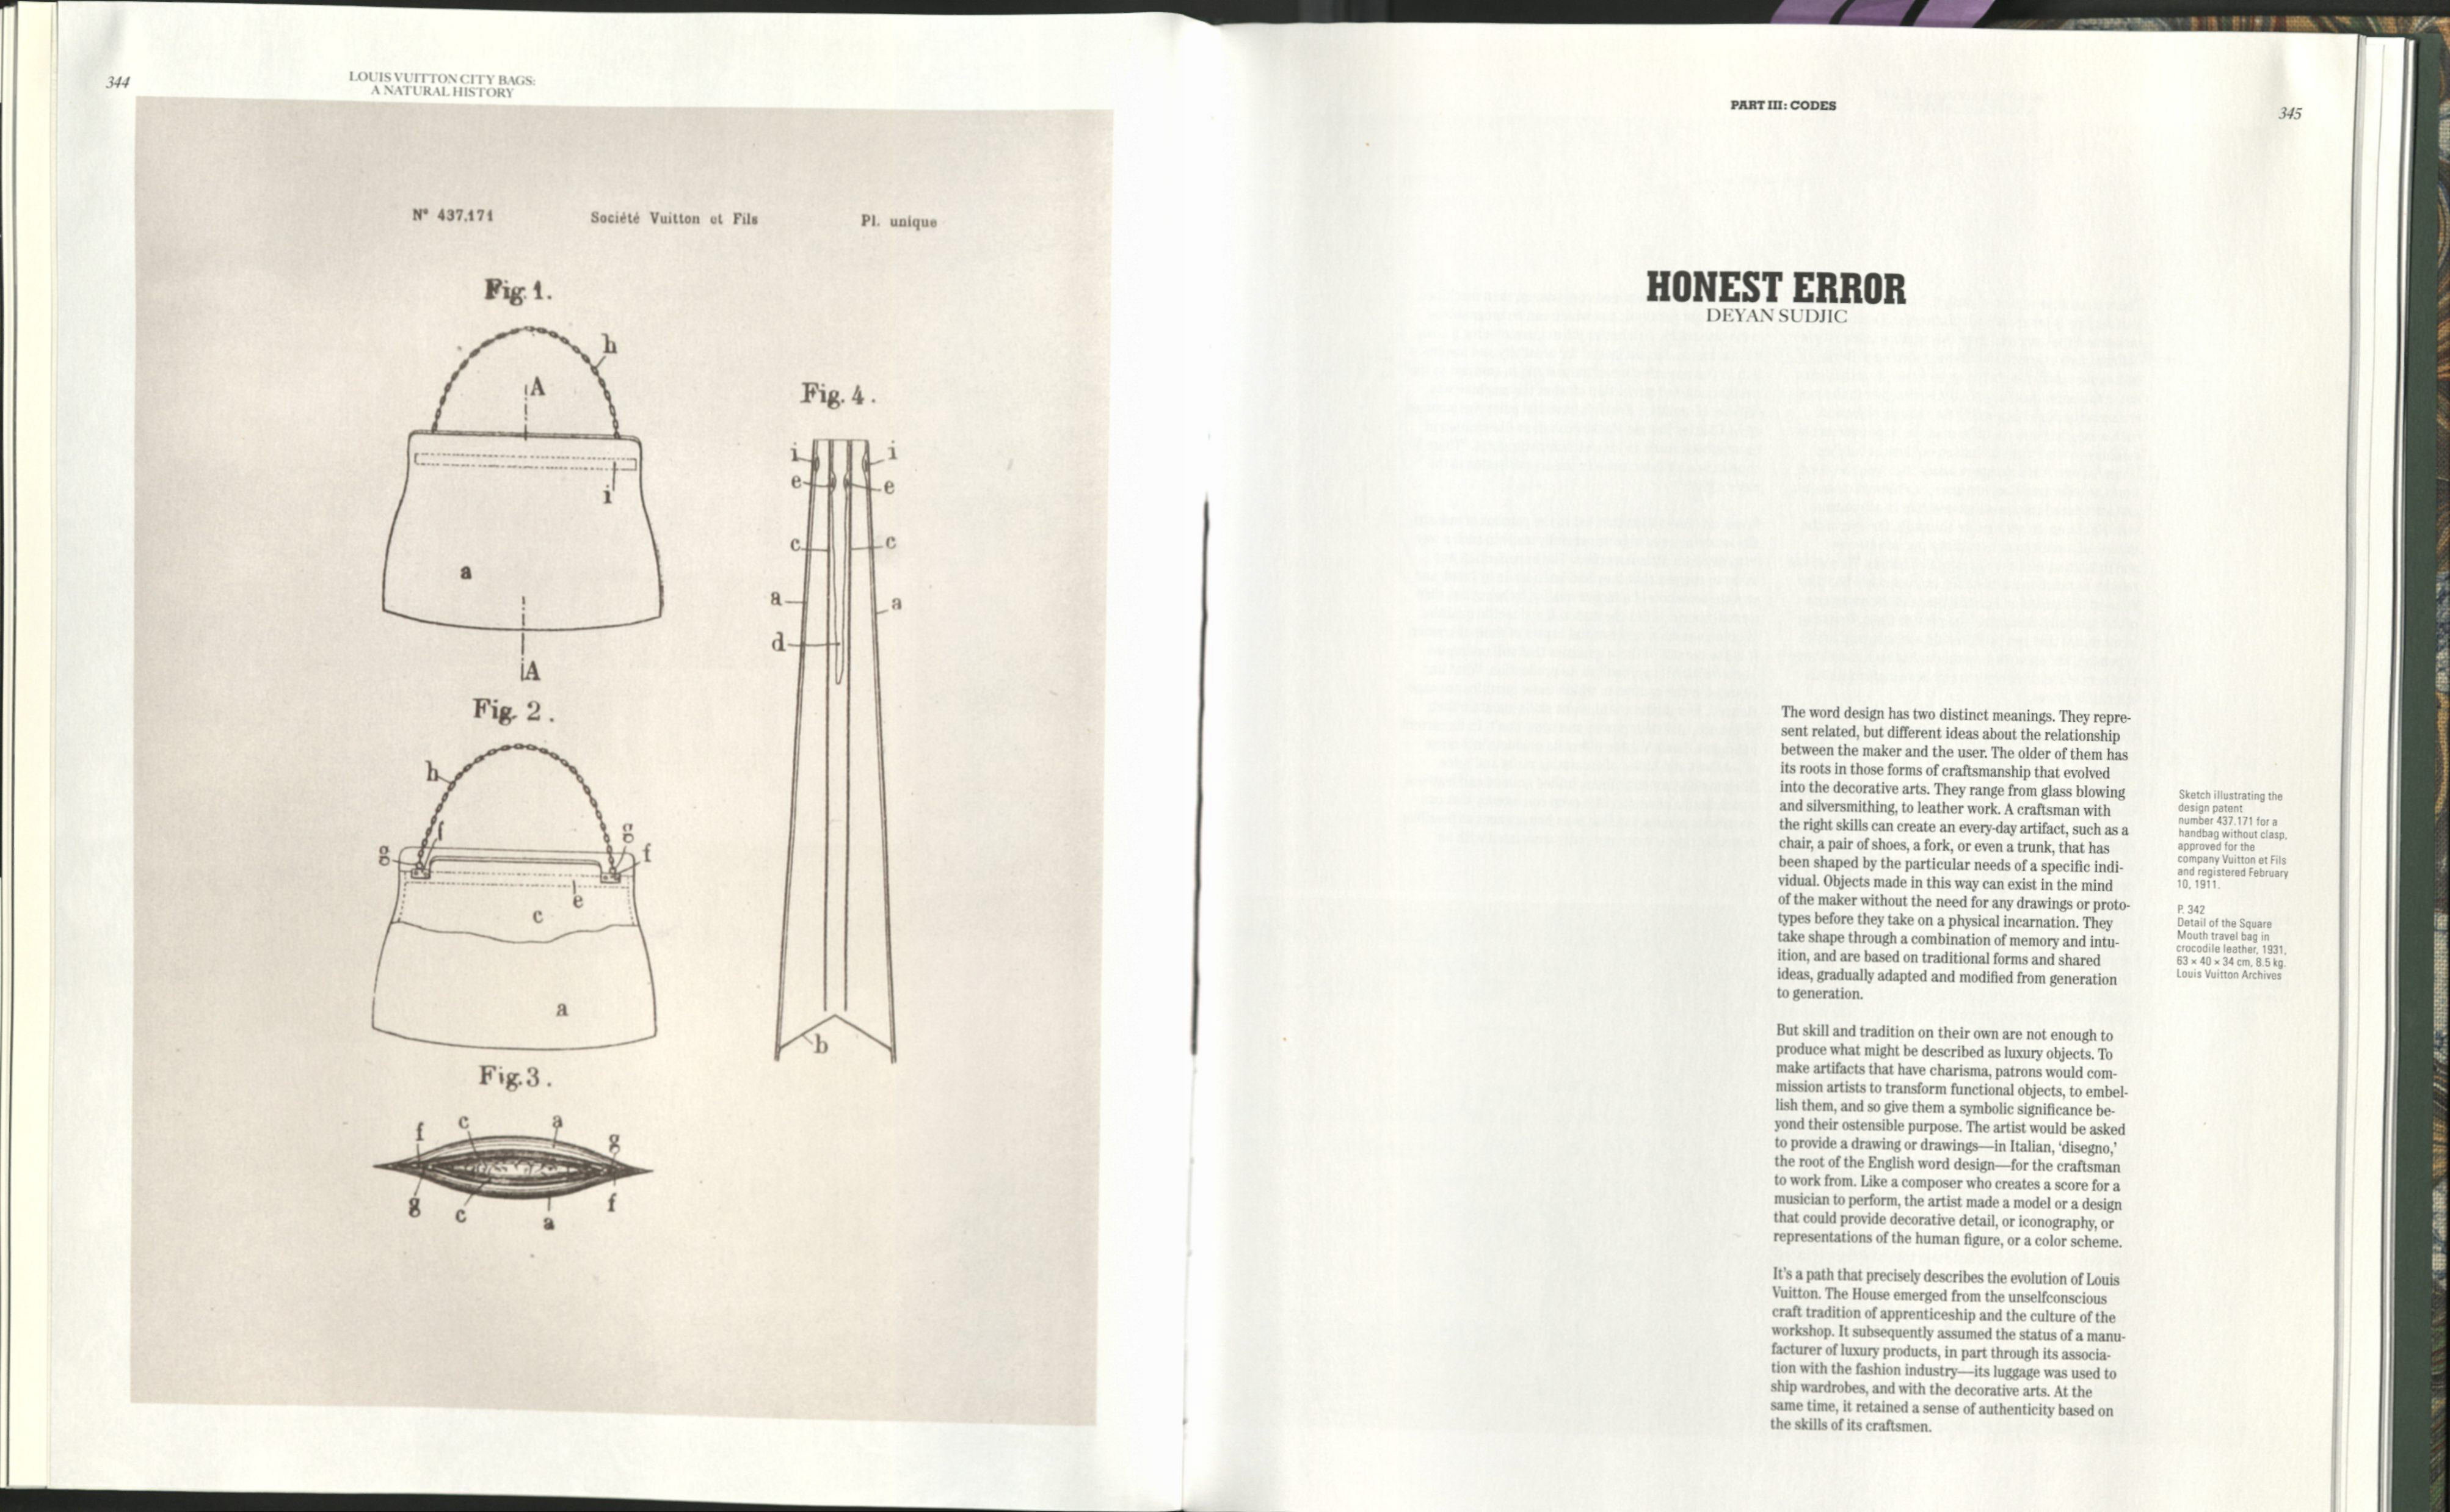 344
LOUIS VUITTON CITY BAGS:
A NATURAL HISTORY
Nº 437.171 Société Vuitton et Fils Pl. unique
Fig. 1.
h
A
i
a
A
Fig. 2.
h
f
g
g
f
e
c
a
Fig. 3.
f
c
a
g
g
c
a
f
Fig. 4.
i
i
e
e
c
c
a
a
d
b
PART III: CODES
345
HONEST ERROR
DEYAN SUDJIC
The word design has two distinct meanings. They repre-
sent related, but different ideas about the relationship
between the maker and the user. The older of them has
its roots in those forms of craftsmanship that evolved
into the decorative arts. They range from glass blowing
and silversmithing, to leather work. A craftsman with
the right skills can create an every-day artifact, such as a
chair, a pair of shoes, a fork, or even a trunk, that has
been shaped by the particular needs of a specific indi-
vidual. Objects made in this way can exist in the mind
of the maker without the need for any drawings or proto-
types before they take on a physical incarnation. They
take shape through a combination of memory and intu-
ition, and are based on traditional forms and shared
ideas, gradually adapted and modified from generation
to generation.
But skill and tradition on their own are not enough to
produce what might be described as luxury objects. To
make artifacts that have charisma, patrons would com-
mission artists to transform functional objects, to embel-
lish them, and so give them a symbolic significance be-
yond their ostensible purpose. The artist would be asked
to provide a drawing or drawings—in Italian, ‘disegno,’
the root of the English word design—for the craftsman
to work from. Like a composer who creates a score for a
musician to perform, the artist made a model or a design
that could provide decorative detail, or iconography, or
representations of the human figure, or a color scheme.
It’s a path that precisely describes the evolution of Louis
Vuitton. The House emerged from the unselfconscious
craft tradition of apprenticeship and the culture of the
workshop. It subsequently assumed the status of a manu-
facturer of luxury products, in part through its associa-
tion with the fashion industry—its luggage was used to
ship wardrobes, and with the decorative arts. At the
same time, it retained a sense of authenticity based on
the skills of its craftsmen.
Sketch illustrating the
design patent
number 437.171 for a
handbag without clasp,
approved for the
company Vuitton et Fils
and registered February
10, 1911.
P. 342
Detail of the Square
Mouth travel bag in
crocodile leather, 1931,
63 × 40 × 34 cm, 8.5 kg.
Louis Vuitton Archives